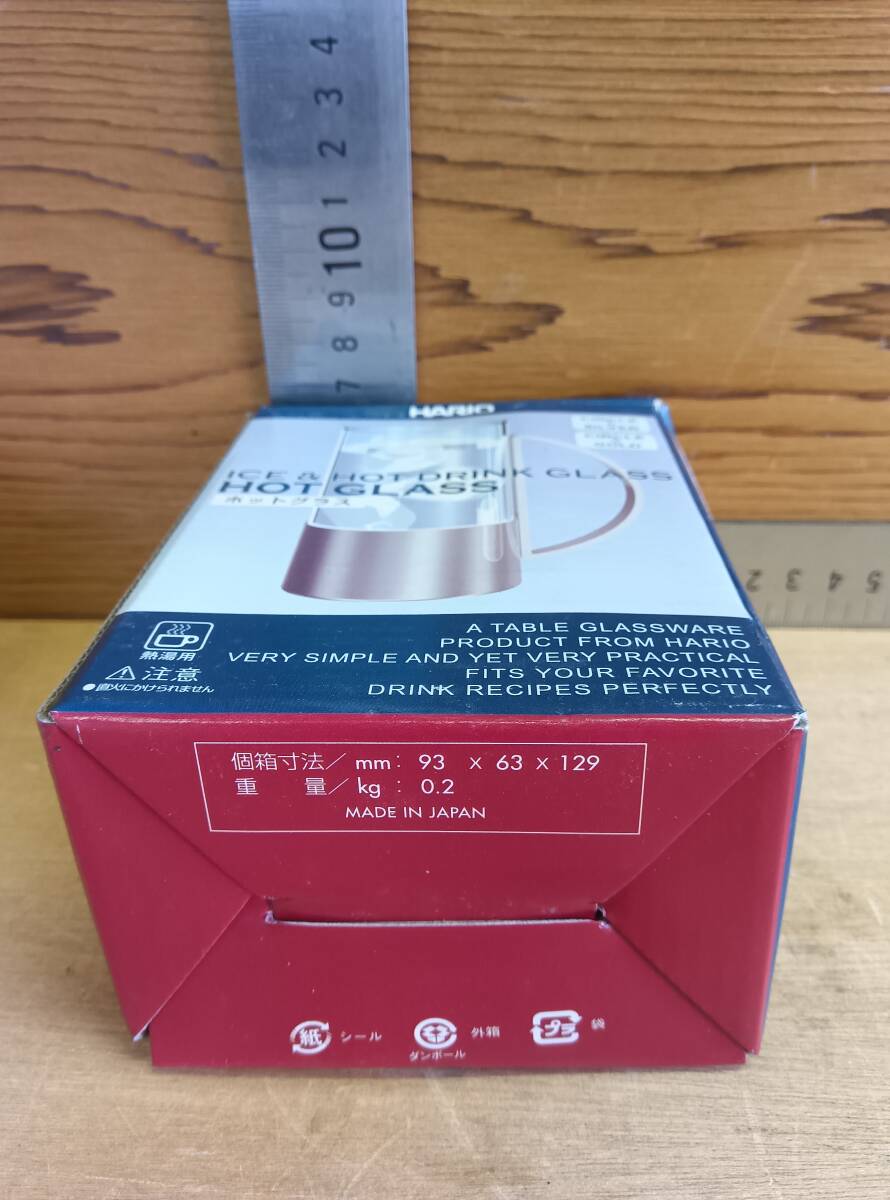 4
3
2
1
10
9
8
7
HARIO
ICE & HOT DRINK GLASS
HOT GLASS
ホットグラス
2 3 4 5
熱湯用
注意
●直火にかけられません
A TABLE GLASSWARE
PRODUCT FROM HARIO
VERY SIMPLE AND YET VERY PRACTICAL
FITS YOUR FAVORITE
DRINK RECIPES PERFECTLY
個箱寸法／mm: 93 x 63 x 129
重 量／kg : 0.2
MADE IN JAPAN
紙 シール
ダンボール 外箱
プラ 袋